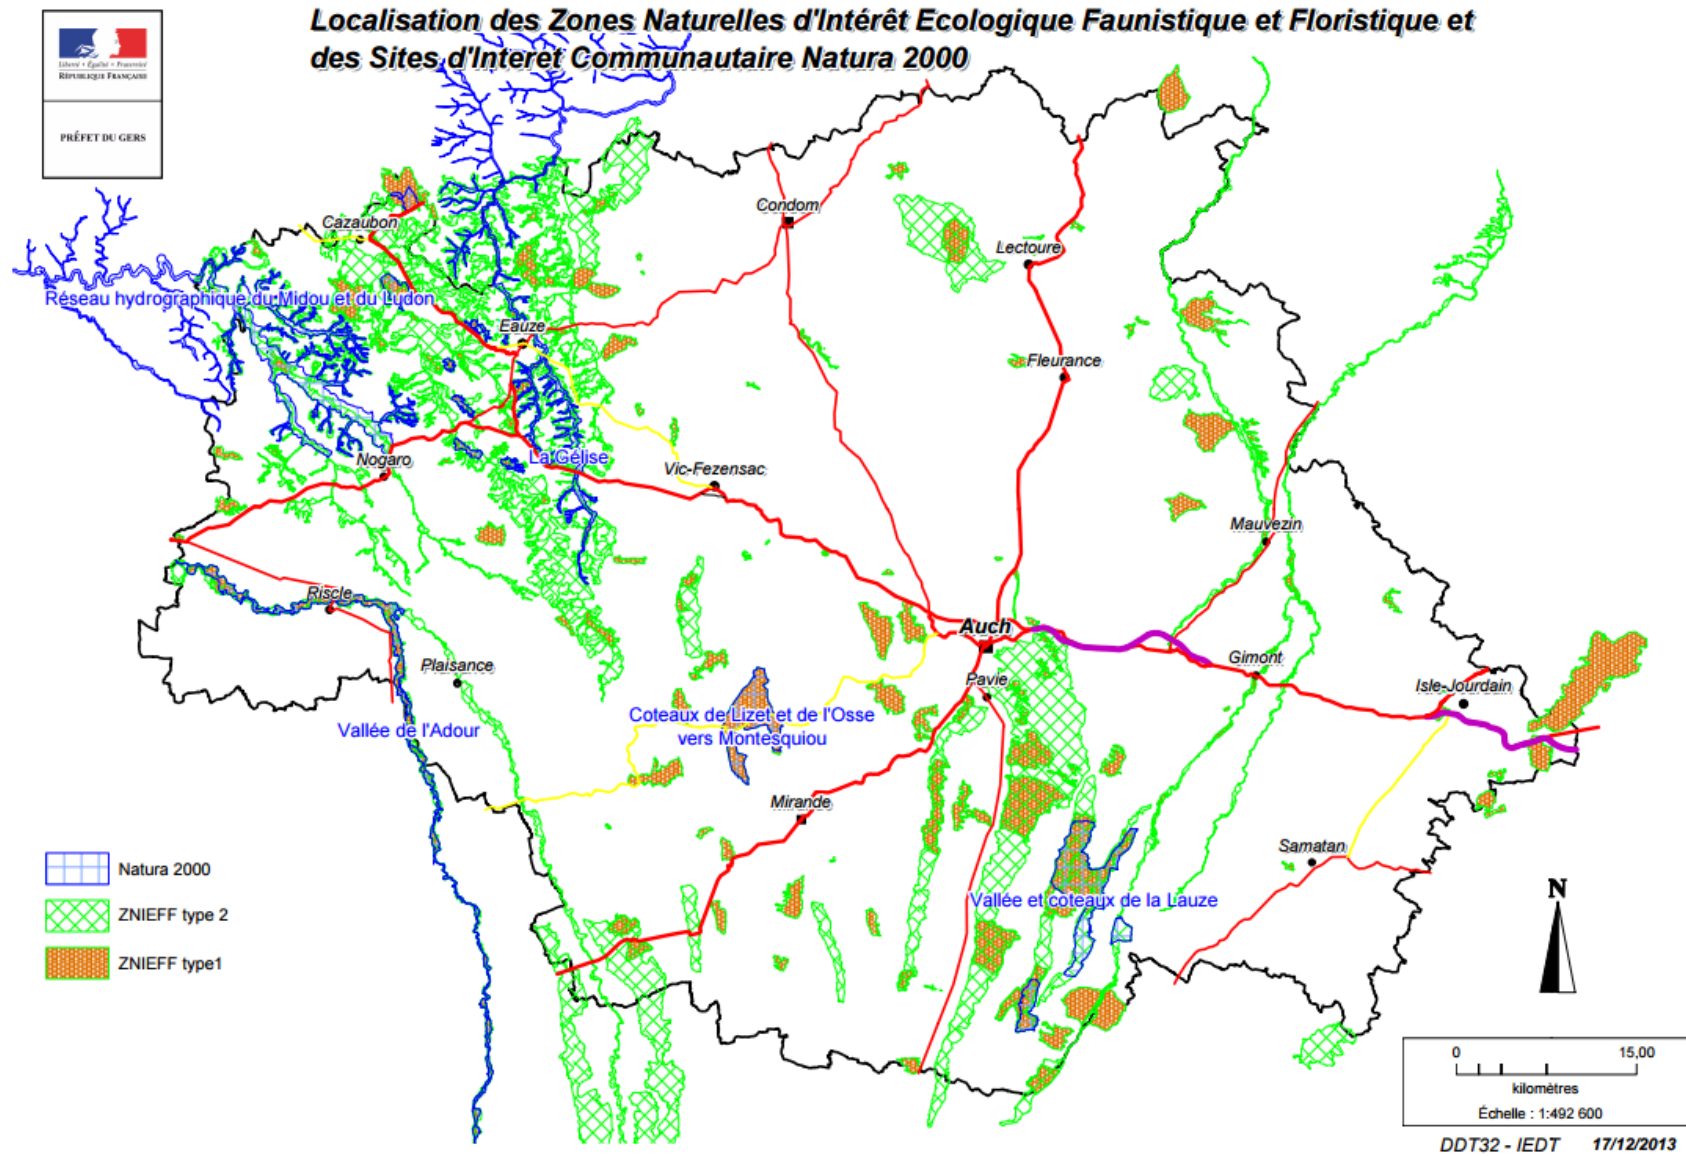 Localisation des Zones Naturelles d'Intérêt Ecologique Faunistique et Floristique et
des Sites d'Interet Communautaire Natura 2000
Liberté • Égalité • Fraternité
RÉPUBLIQUE FRANÇAISE
PRÉFET DU GERS
Cazaubon
Condom
Lectoure
Réseau hydrographique du Midou et du Ludon
Eauze
Fleurance
Nogaro
La Gélise
Vic-Fezensac
Mauvezin
Riscle
Auch
Plaisance
Pavie
Gimont
Isle-Jourdain
Vallée de l'Adour
Coteaux de Lizet et de l'Osse
vers Montesquiou
Mirande
Samatan
Vallée et coteaux de la Lauze
Natura 2000
ZNIEFF type 2
ZNIEFF type1
N
0 15,00
kilomètres
Échelle : 1:492 600
DDT32 - IEDT 17/12/2013